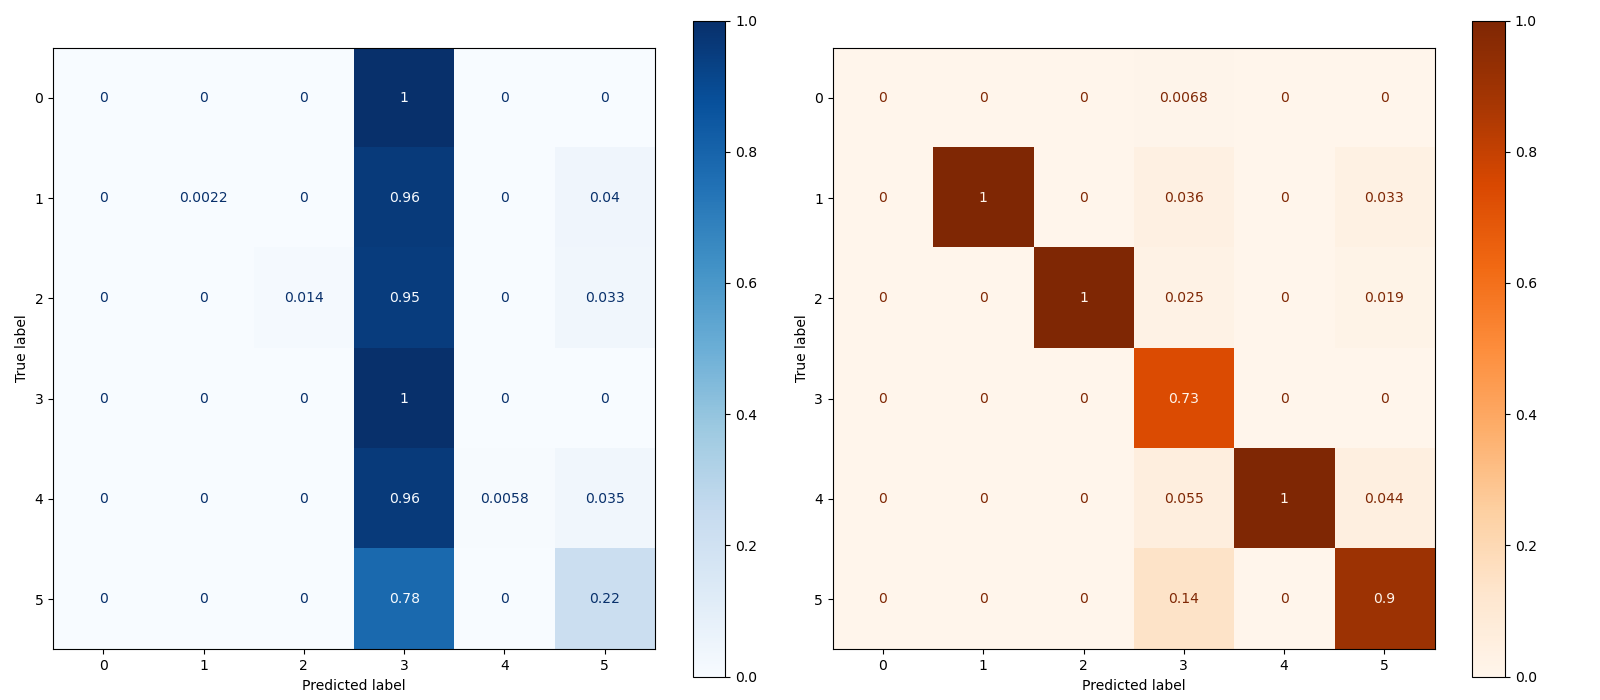 0 0 0 0 1 0 0
1 0 0.0022 0 0.96 0 0.04
2 0 0 0.014 0.95 0 0.033
3 0 0 0 1 0 0
4 0 0 0 0.96 0.0058 0.035
5 0 0 0 0.78 0 0.22
0 1 2 3 4 5
True label
Predicted label
1.0
0.8
0.6
0.4
0.2
0.0
0 0 0 0 0.0068 0 0
1 0 1 0 0.036 0 0.033
2 0 0 1 0.025 0 0.019
3 0 0 0 0.73 0 0
4 0 0 0 0.055 1 0.044
5 0 0 0 0.14 0 0.9
0 1 2 3 4 5
True label
Predicted label
1.0
0.8
0.6
0.4
0.2
0.0